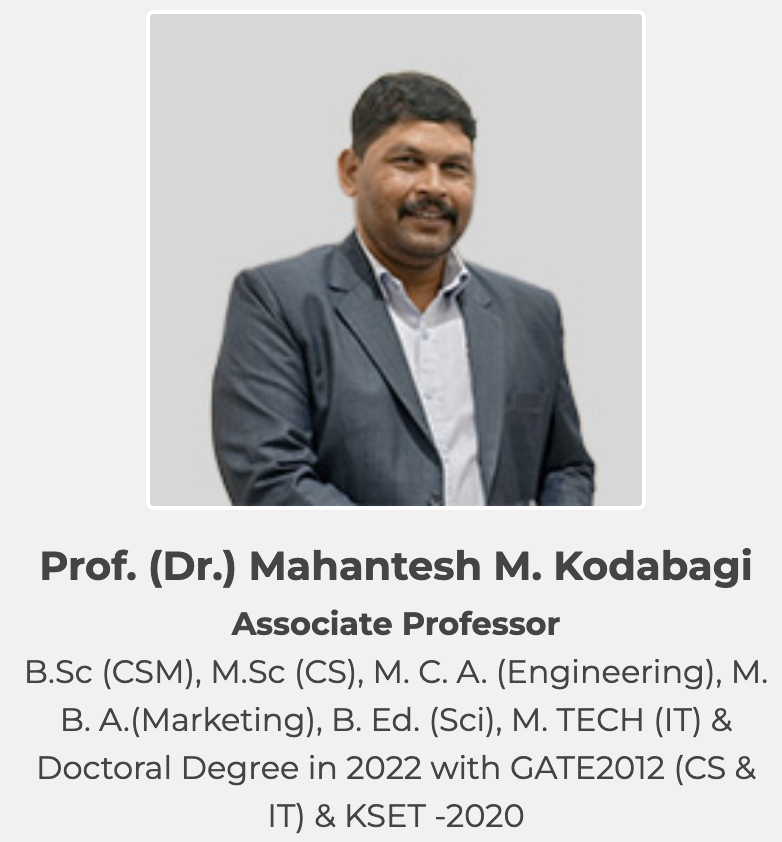 Prof. (Dr.) Mahantesh M. Kodabagi
Associate Professor
B.Sc (CSM), M.Sc (CS), M. C. A. (Engineering), M.
B. A.(Marketing), B. Ed. (Sci), M. TECH (IT) &
Doctoral Degree in 2022 with GATE2012 (CS &
IT) & KSET -2020